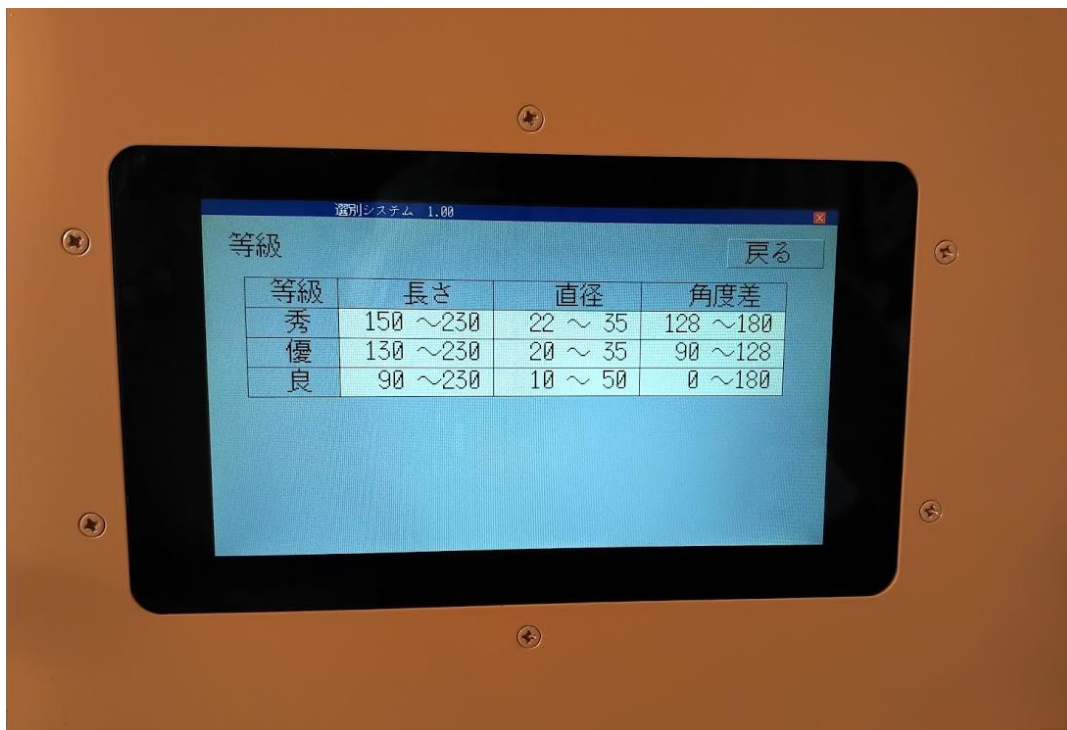 選別システム 1.00
等級
戻る
等級 長さ 直径 角度差
秀 150 ～230 22 ～ 35 128 ～180
優 130 ～230 20 ～ 35 90 ～128
良 90 ～230 10 ～ 50 0 ～180